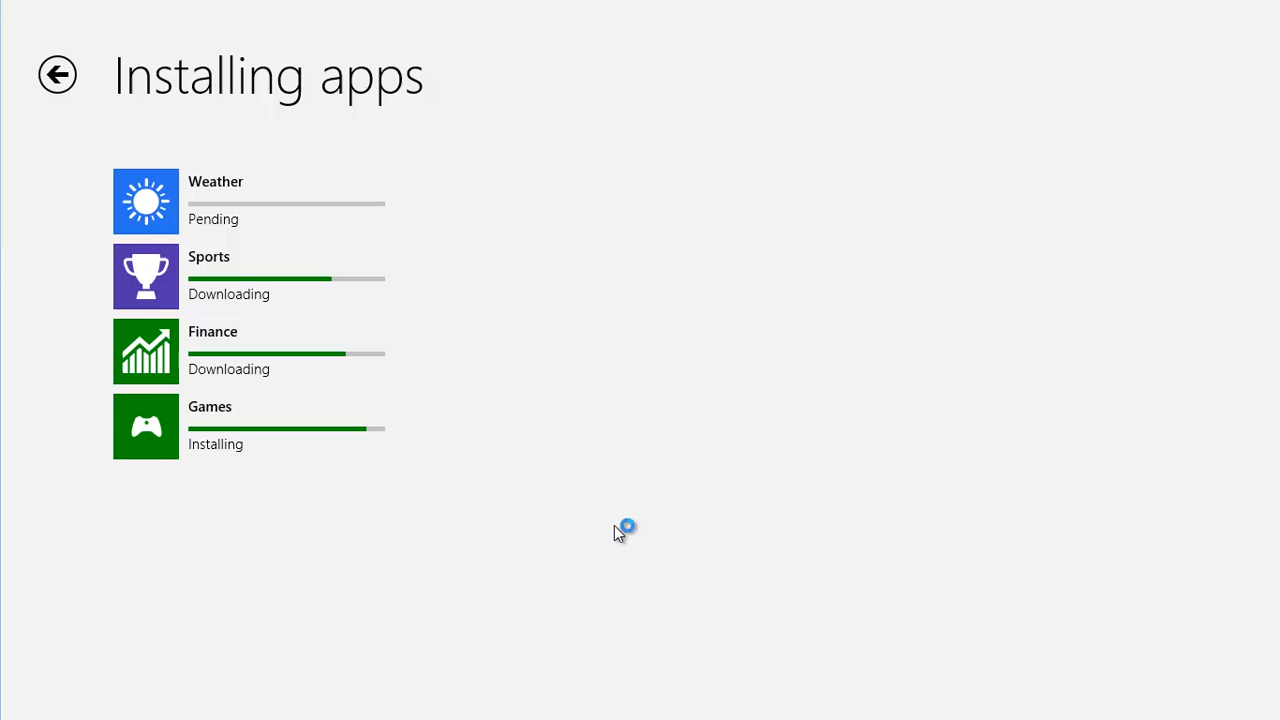 Installing apps
Weather
Pending
Sports
Downloading
Finance
Downloading
Games
Installing